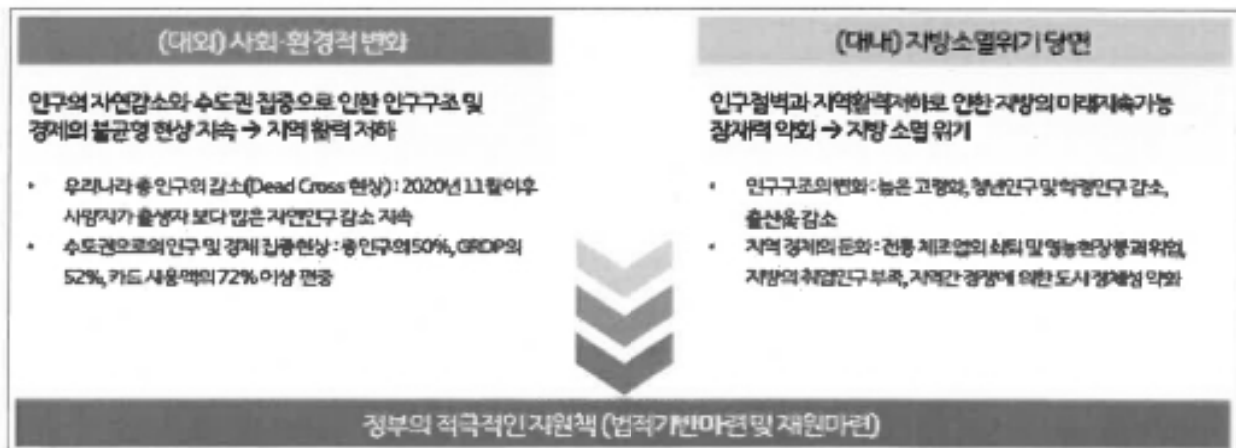 (대외) 사회·환경적 변화
인구의 자연감소와 수도권 집중으로 인한 인구구조 및
경제의 불균형 현상 지속 → 지역 활력 저하
• 우리나라 총 인구의 감소(Dead Cross 현상) : 2020년 11월이후
사망자가 출생자 보다 많은 자연인구 감소 지속
• 수도권으로의 인구 및 경제 집중현상 : 총 인구의 50%, GRDP의
52%, 카드 사용액의 72% 이상 편중
(대내) 지방소멸위기 당면
인구절벽과 지역활력저하로 인한 지방의 미래지속가능
잠재력 약화 → 지방 소멸 위기
• 인구구조의 변화 : 높은 고령화, 청년인구 및 학령인구 감소,
출산율 감소
• 지역 경제의 둔화 : 전통 제조업의 쇠퇴 및 영농현장붕괴위험,
지방의 취업인구 부족, 지역간 경쟁에 의한 도시 정체성 약화
정부의 적극적인 지원책 (법적기반마련 및 재원마련)